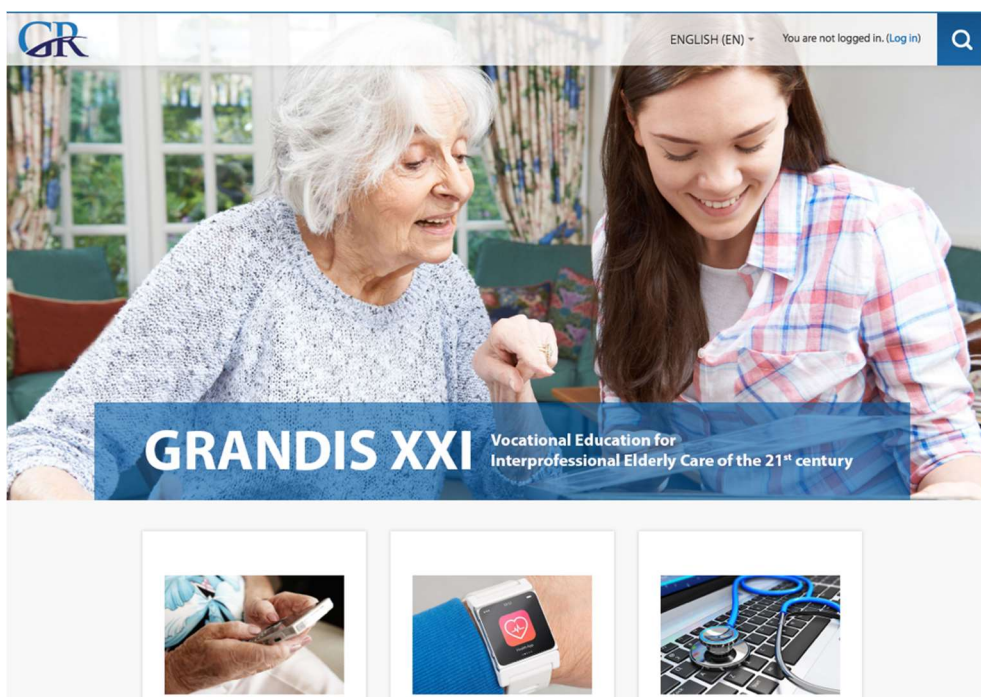 GR
ENGLISH (EN)
You are not logged in. (Log in)
GRANDIS XXI
Vocational Education for
Interprofessional Elderly Care of the 21st century